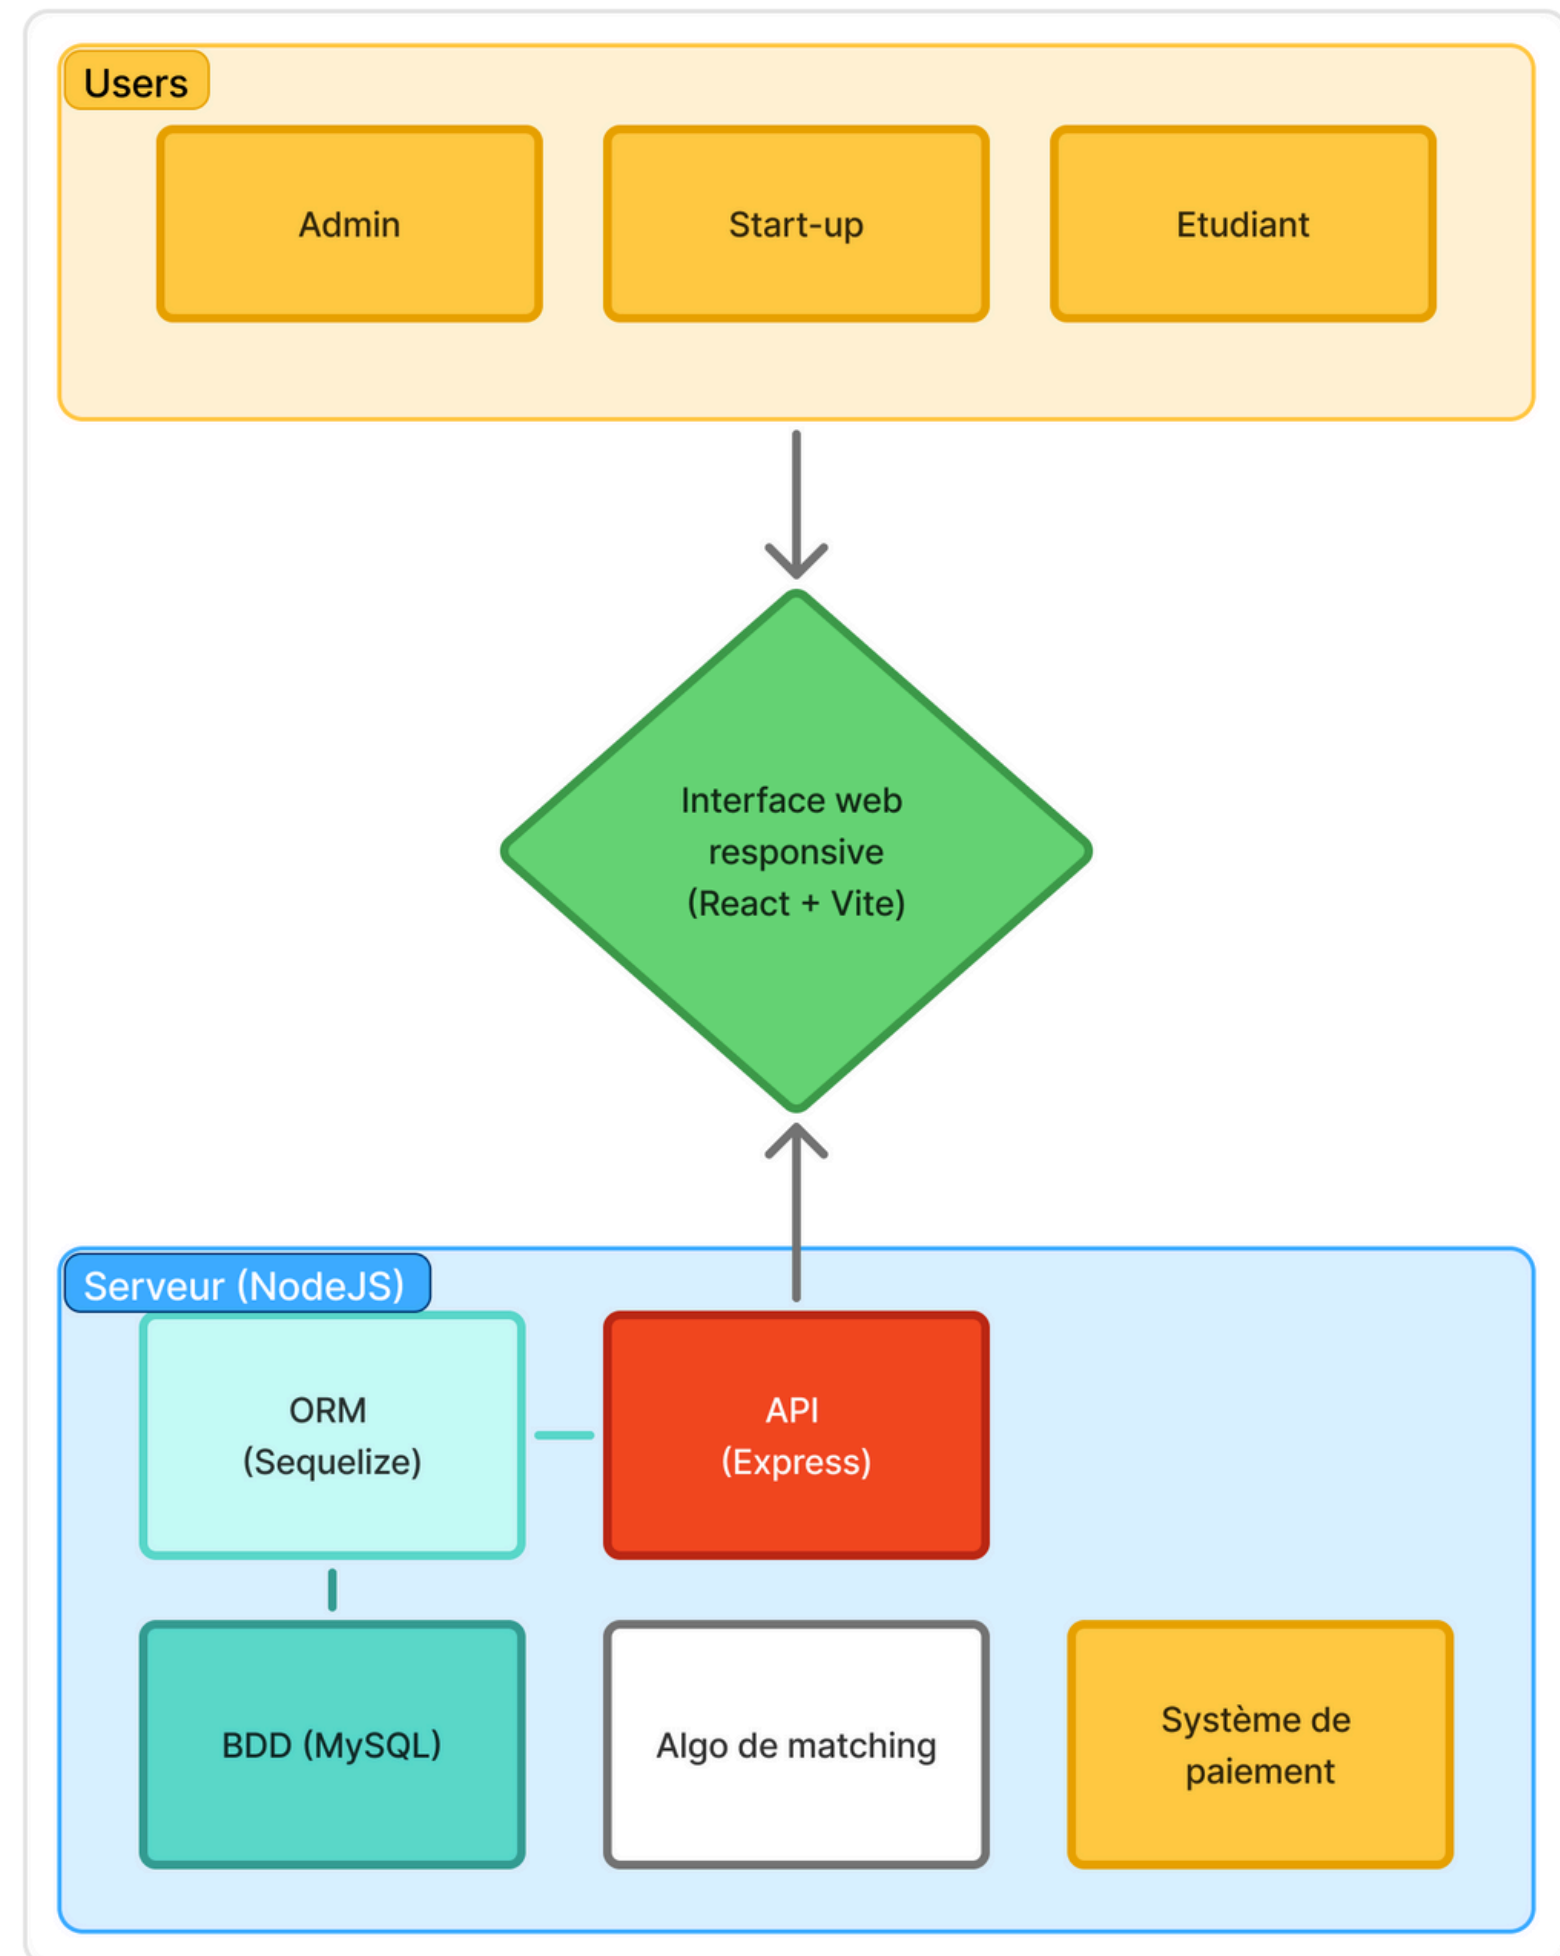 Users
Admin
Start-up
Etudiant
Interface web
responsive
(React + Vite)
Serveur (NodeJS)
ORM
(Sequelize)
API
(Express)
BDD (MySQL)
Algo de matching
Système de
paiement